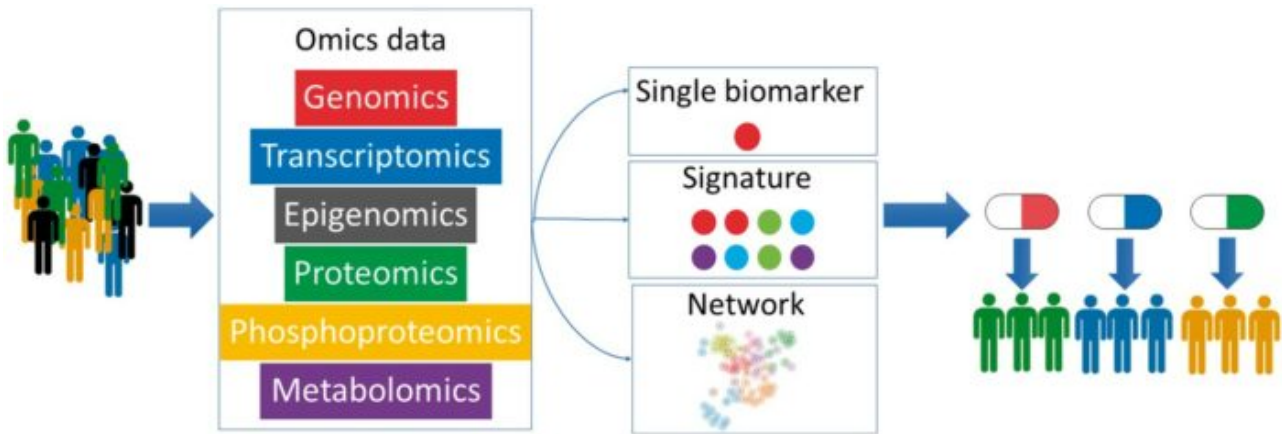 Omics data
Genomics
Transcriptomics
Epigenomics
Proteomics
Phosphoproteomics
Metabolomics
Single biomarker
Signature
Network